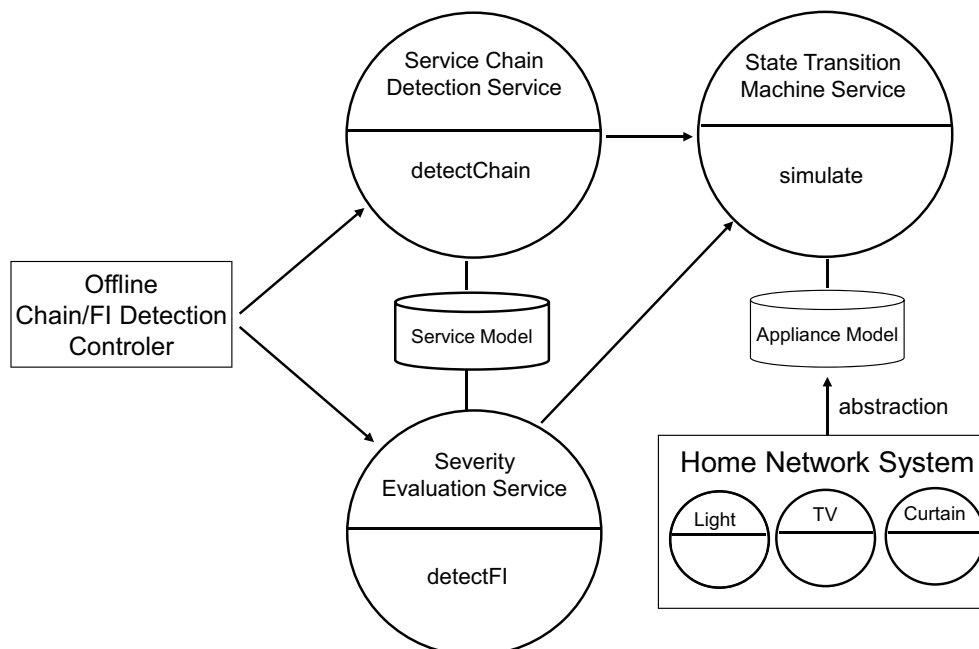 Service Chain
Detection Service
detectChain
State Transition
Machine Service
simulate
Offline
Chain/FI Detection
Controler
Service Model
Appliance Model
abstraction
Severity
Evaluation Service
detectFI
Home Network System
Light
TV
Curtain